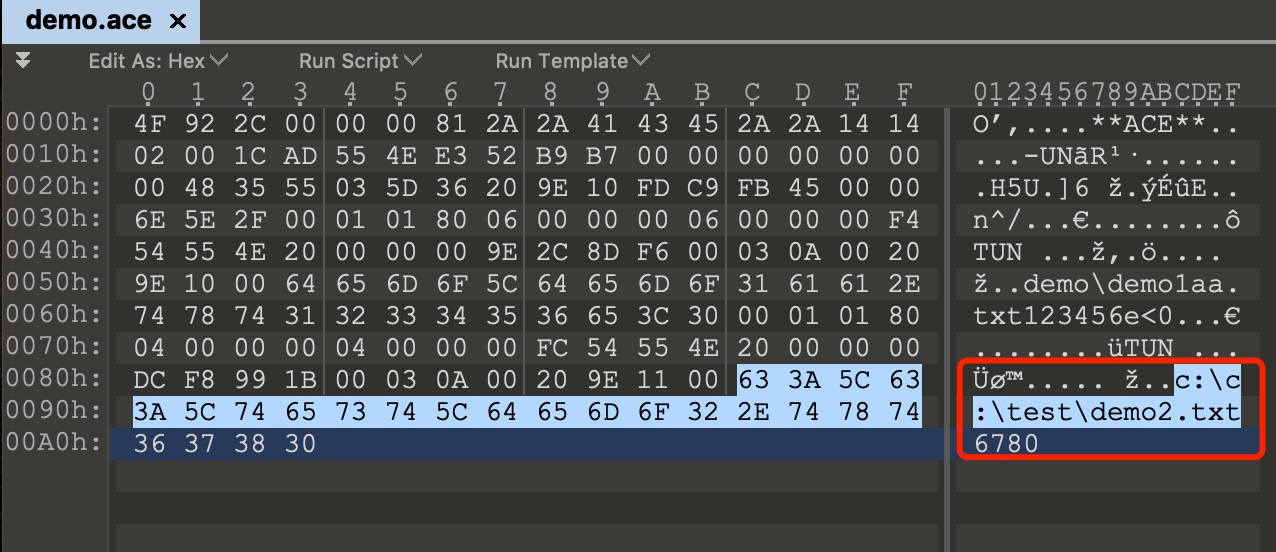 demo.ace ×
Edit As: Hex Run Script Run Template
0 1 2 3 4 5 6 7 8 9 A B C D E F 0123456789ABCDEF
0000h: 4F 92 2C 00 00 00 81 2A 2A 41 43 45 2A 2A 14 14 O’,....**ACE**..
0010h: 02 00 1C AD 55 4E E3 52 B9 B7 00 00 00 00 00 00 ...-UNãR¹·......
0020h: 00 48 35 55 03 5D 36 20 9E 10 FD C9 FB 45 00 00 .H5U.]6 ž.ýÉûE..
0030h: 6E 5E 2F 00 01 01 80 06 00 00 00 06 00 00 00 F4 n^/...€........ô
0040h: 54 55 4E 20 00 00 00 9E 2C 8D F6 00 03 0A 00 20 TUN ...ž,.ö....
0050h: 9E 10 00 64 65 6D 6F 5C 64 65 6D 6F 31 61 61 2E ž..demo\demo1aa.
0060h: 74 78 74 31 32 33 34 35 36 65 3C 30 00 01 01 80 txt123456e<0...€
0070h: 04 00 00 00 04 00 00 00 FC 54 55 4E 20 00 00 00 ........üTUN ...
0080h: DC F8 99 1B 00 03 0A 00 20 9E 11 00 63 3A 5C 63 Üø™..... ž..c:\c
0090h: 3A 5C 74 65 73 74 5C 64 65 6D 6F 32 2E 74 78 74 :\test\demo2.txt
00A0h: 36 37 38 30 6780